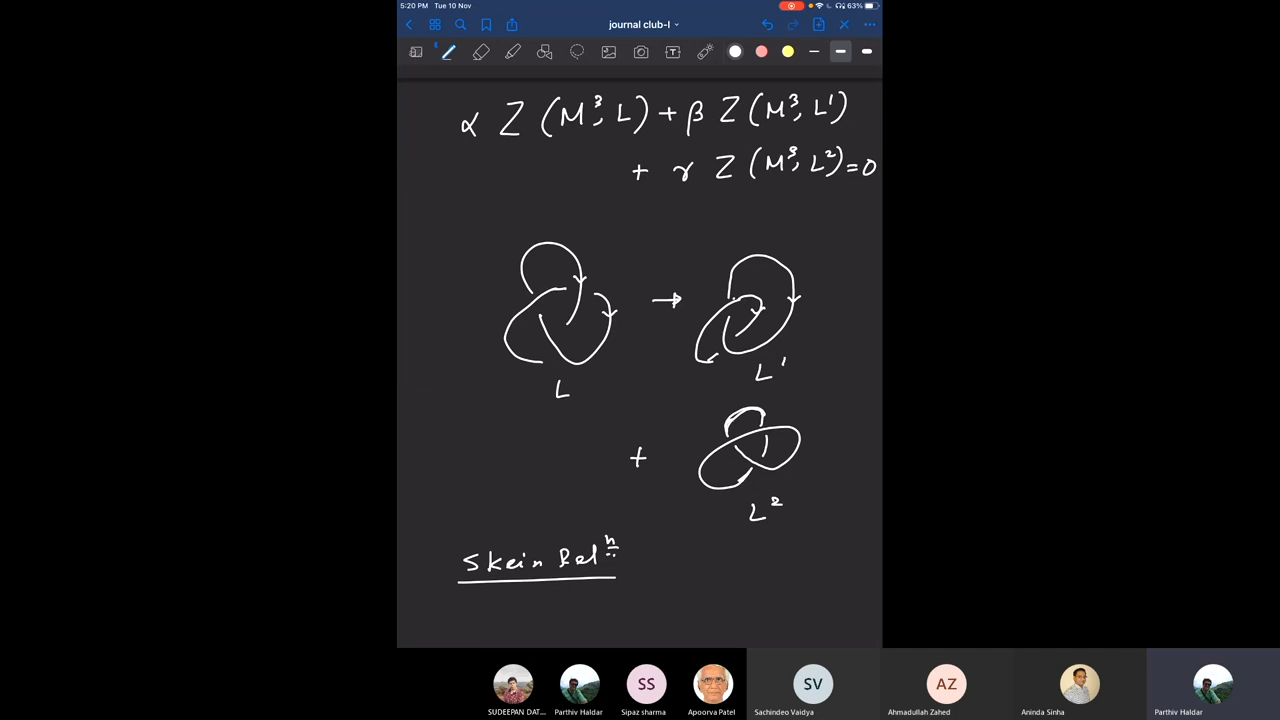 5:20 PM Tue 10 Nov
63%
journal club-I
α Z (M³; L) + β Z (M³; L¹)
+ γ Z (M³; L²) = 0
L
L¹
+
L²
Skein Relⁿ
SS
SV
AZ
SUDEEPAN DAT...
Parthiv Haldar
Sipaz sharma
Apoorva Patel
Sachindeo Vaidya
Ahmadullah Zahed
Aninda Sinha
Parthiv Haldar